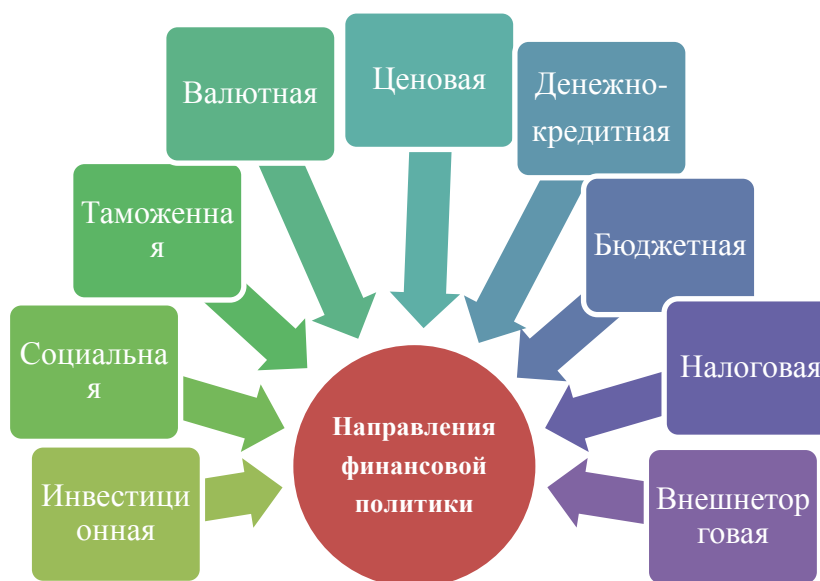 Ценовая
Денежно-
кредитная
Валютная
Таможенна
я
Бюджетная
Социальна
я
Налоговая
Направления
финансовой
политики
Инвестици
онная
Внешнетор
говая